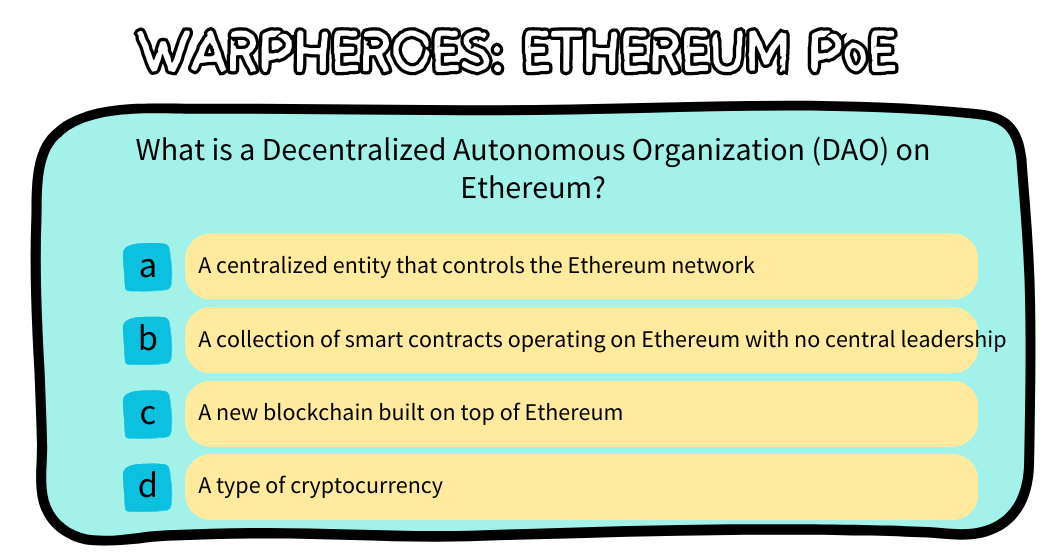 WARPHEROES: ETHEREUM PoE
What is a Decentralized Autonomous Organization (DAO) on
Ethereum?
a A centralized entity that controls the Ethereum network
b A collection of smart contracts operating on Ethereum with no central leadership
c A new blockchain built on top of Ethereum
d A type of cryptocurrency